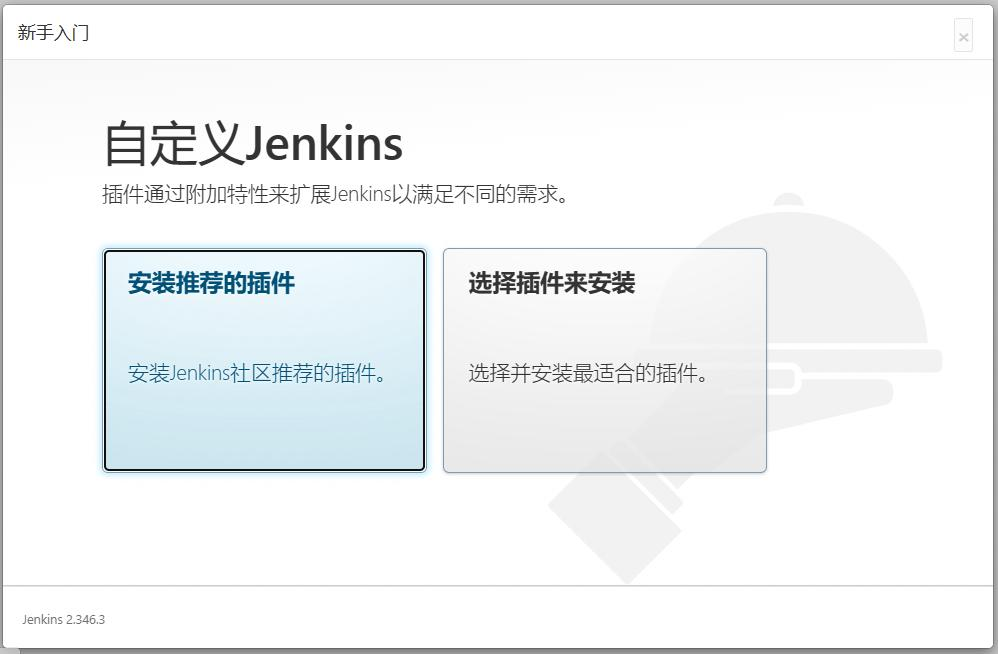 新手入门
×
自定义Jenkins
插件通过附加特性来扩展Jenkins以满足不同的需求。
安装推荐的插件
安装Jenkins社区推荐的插件。
选择插件来安装
选择并安装最适合的插件。
Jenkins 2.346.3